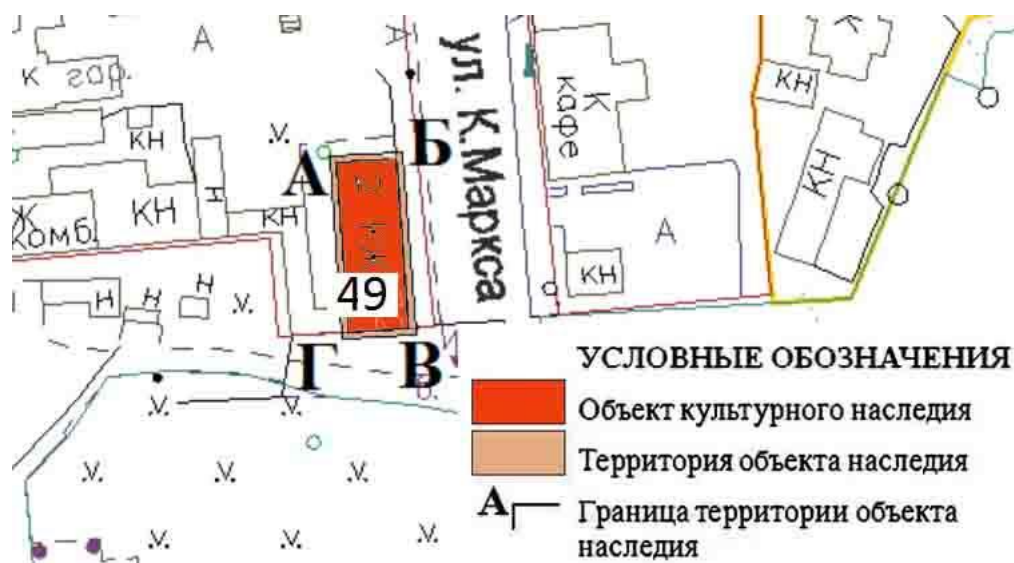 А
А
К
К гар.
ул. К.Маркса
К
кафе
КН
.v.
Б
КН
А
КН
Н
КН
КН
Ж
Комб.
КН
А
КН
49
Н
Н
Н
.v.
Г
В
УСЛОВНЫЕ ОБОЗНАЧЕНИЯ
.v.
.v.
Объект культурного наследия
.v.
.v.
.v.
Территория объекта наследия
А
Граница территории объекта
наследия
.v.
.v.
.v.